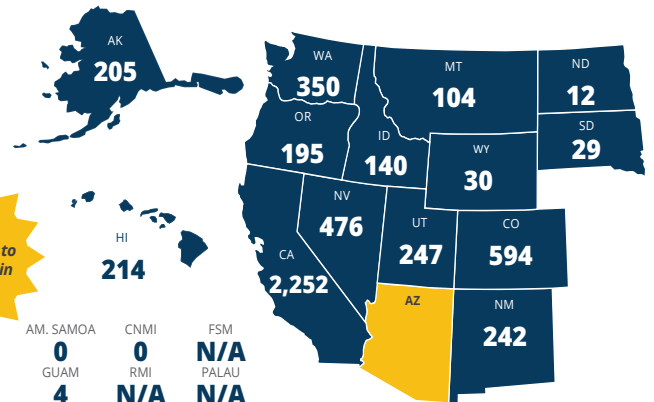 AK
205
WA
350
MT
104
ND
12
OR
195
ID
140
SD
29
WY
30
NV
476
UT
247
CO
594
HI
214
CA
2,252
AZ
NM
242
to
in
AM. SAMOA CNMI FSM
0 0 N/A
GUAM RMI PALAU
4 N/A N/A